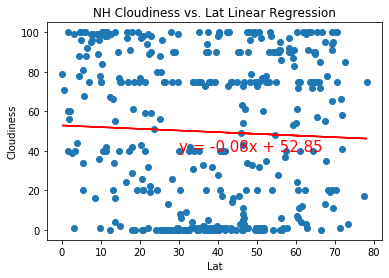 NH Cloudiness vs. Lat Linear Regression
100
80
60
40
20
0
Cloudiness
y = -0.08x + 52.85
0 10 20 30 40 50 60 70 80
Lat